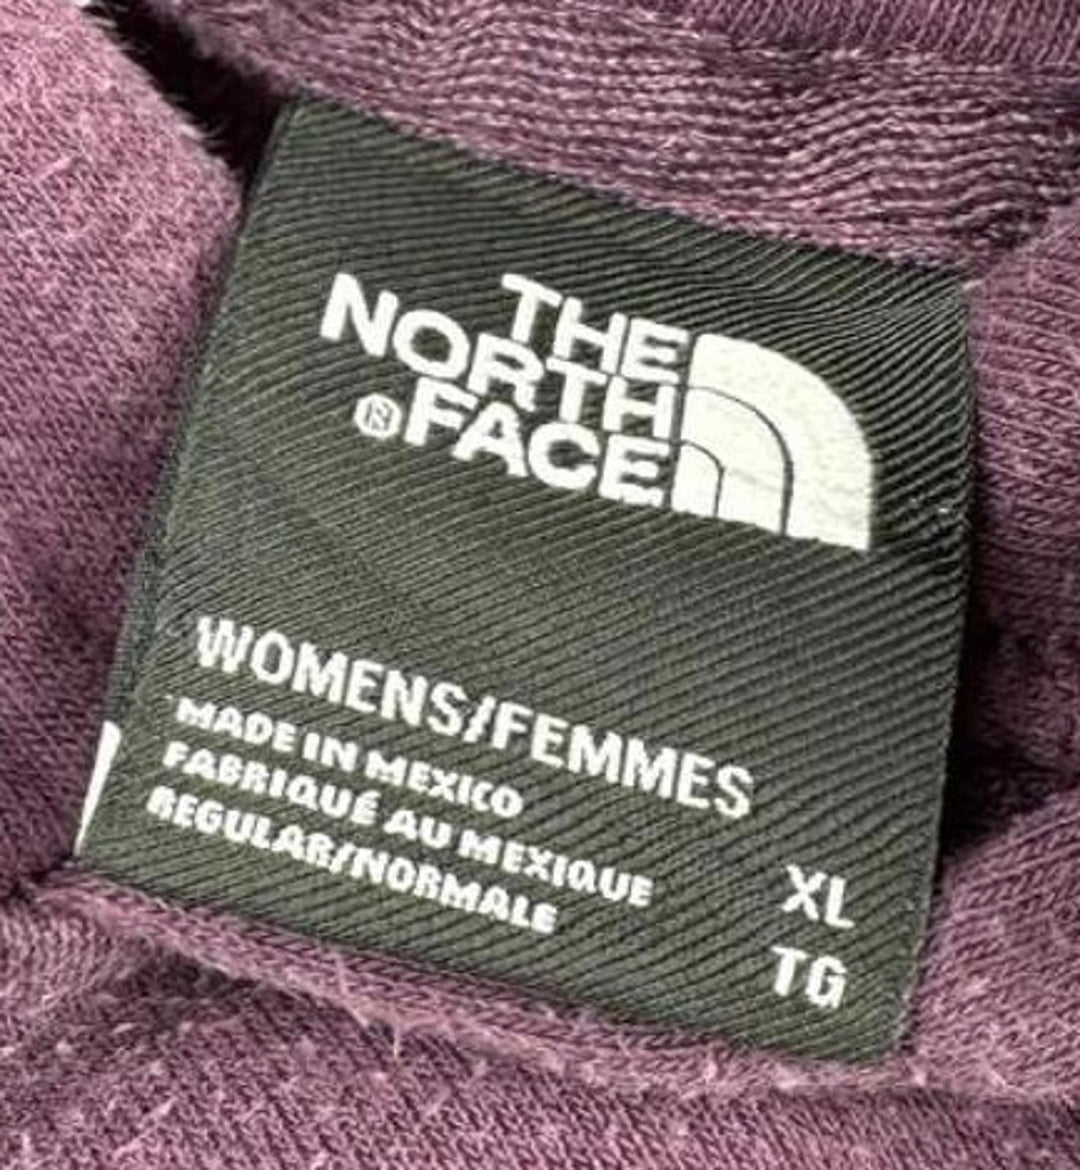 THE
NORTH
®FACE
WOMENS/FEMMES
MADE IN MEXICO
FABRIQUÉ AU MEXIQUE
REGULAR/NORMALE
XL
TG